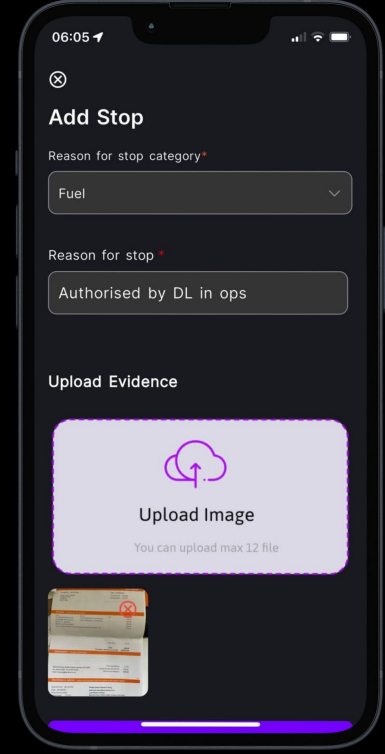 06:05
Add Stop
Reason for stop category*
Fuel
Reason for stop *
Authorised by DL in ops
Upload Evidence
Upload Image
You can upload max 12 file